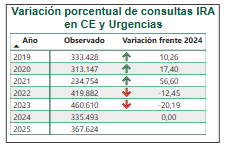 Variación porcentual de consultas IRA
en CE y Urgencias
Año Observado Variación frente 2024
2019 333.428 10,26
2020 313.147 17,40
2021 234.754 56,60
2022 419.882 -12,45
2023 460.610 -20,19
2024 335.493 0,00
2025 367.624